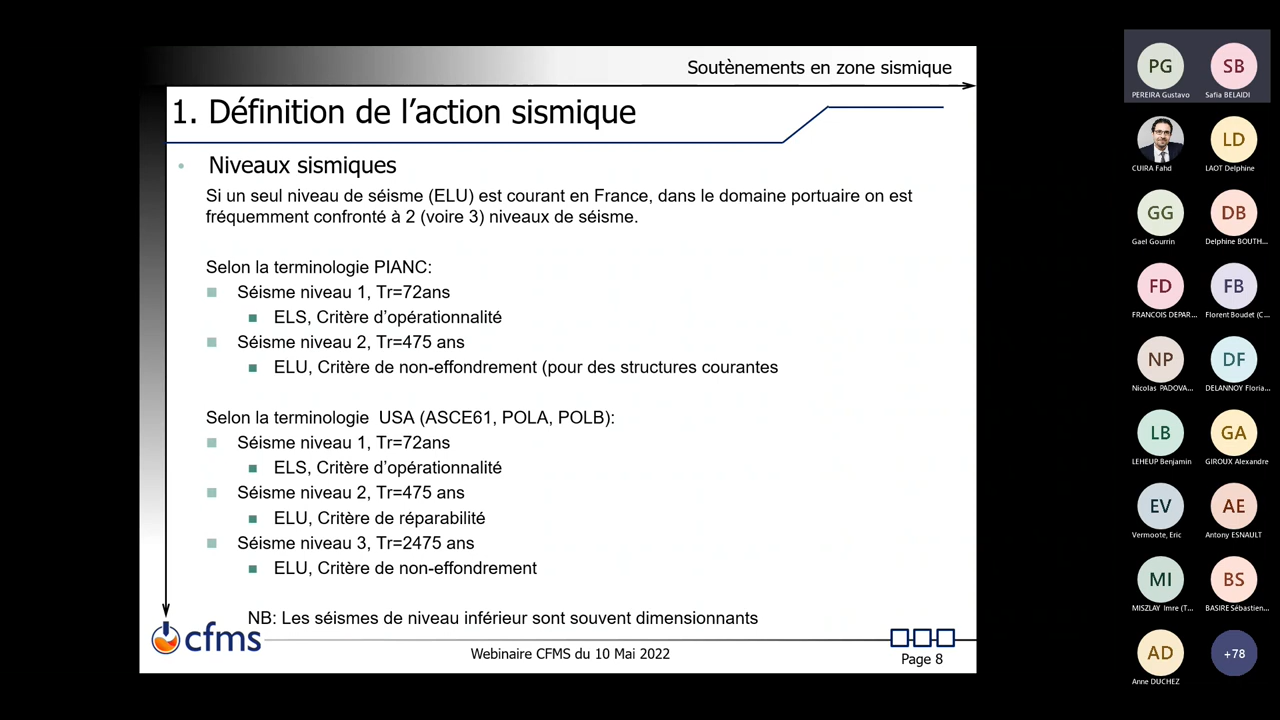 Soutènements en zone sismique
1. Définition de l’action sismique
• Niveaux sismiques
Si un seul niveau de séisme (ELU) est courant en France, dans le domaine portuaire on est
fréquemment confronté à 2 (voire 3) niveaux de séisme.
Selon la terminologie PIANC:
Séisme niveau 1, Tr=72ans
ELS, Critère d’opérationnalité
Séisme niveau 2, Tr=475 ans
ELU, Critère de non-effondrement (pour des structures courantes
Selon la terminologie USA (ASCE61, POLA, POLB):
Séisme niveau 1, Tr=72ans
ELS, Critère d’opérationnalité
Séisme niveau 2, Tr=475 ans
ELU, Critère de réparabilité
Séisme niveau 3, Tr=2475 ans
ELU, Critère de non-effondrement
NB: Les séismes de niveau inférieur sont souvent dimensionnants
cfms
Webinaire CFMS du 10 Mai 2022
Page 8
PG
PEREIRA Gustavo
SB
Safia BELAIDI
CUIRA Fahd
LD
LAOT Delphine
GG
Gael Gourrin
DB
Delphine BOUTH...
FD
FRANCOIS DEPAR...
FB
Florent Boudet (C...
NP
Nicolas PADOVA...
DF
DELANNOY Floria...
LB
LEHEUP Benjamin
GA
GIROUX Alexandre
EV
Vermoote, Eric
AE
Antony ESNAULT
MI
MISZLAY Imre (T...
BS
BASIRE Sébastien...
AD
Anne DUCHEZ
+78